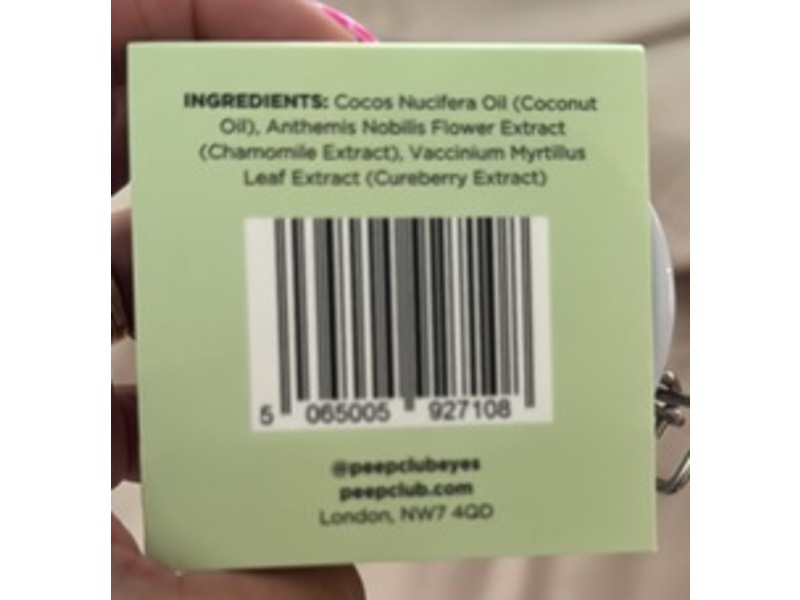 INGREDIENTS: Cocos Nucifera Oil (Coconut
Oil), Anthemis Nobilis Flower Extract
(Chamomile Extract), Vaccinium Myrtillus
Leaf Extract (Cureberry Extract)
5 065005 927108
@peepclubeyes
peepclub.com
London, NW7 4GD